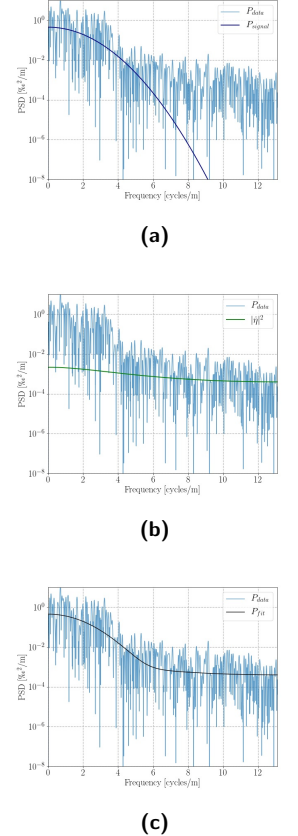 10⁰
10⁻²
10⁻⁴
10⁻⁶
10⁻⁸
PSD [‰²/m]
P_data
P_signal
0 2 4 6 8 10 12
Frequency [cycles/m]
(a)
10⁰
10⁻²
10⁻⁴
10⁻⁶
10⁻⁸
PSD [‰²/m]
P_data
|η̂|²
0 2 4 6 8 10 12
Frequency [cycles/m]
(b)
10⁰
10⁻²
10⁻⁴
10⁻⁶
10⁻⁸
PSD [‰²/m]
P_data
P_fit
0 2 4 6 8 10 12
Frequency [cycles/m]
(c)